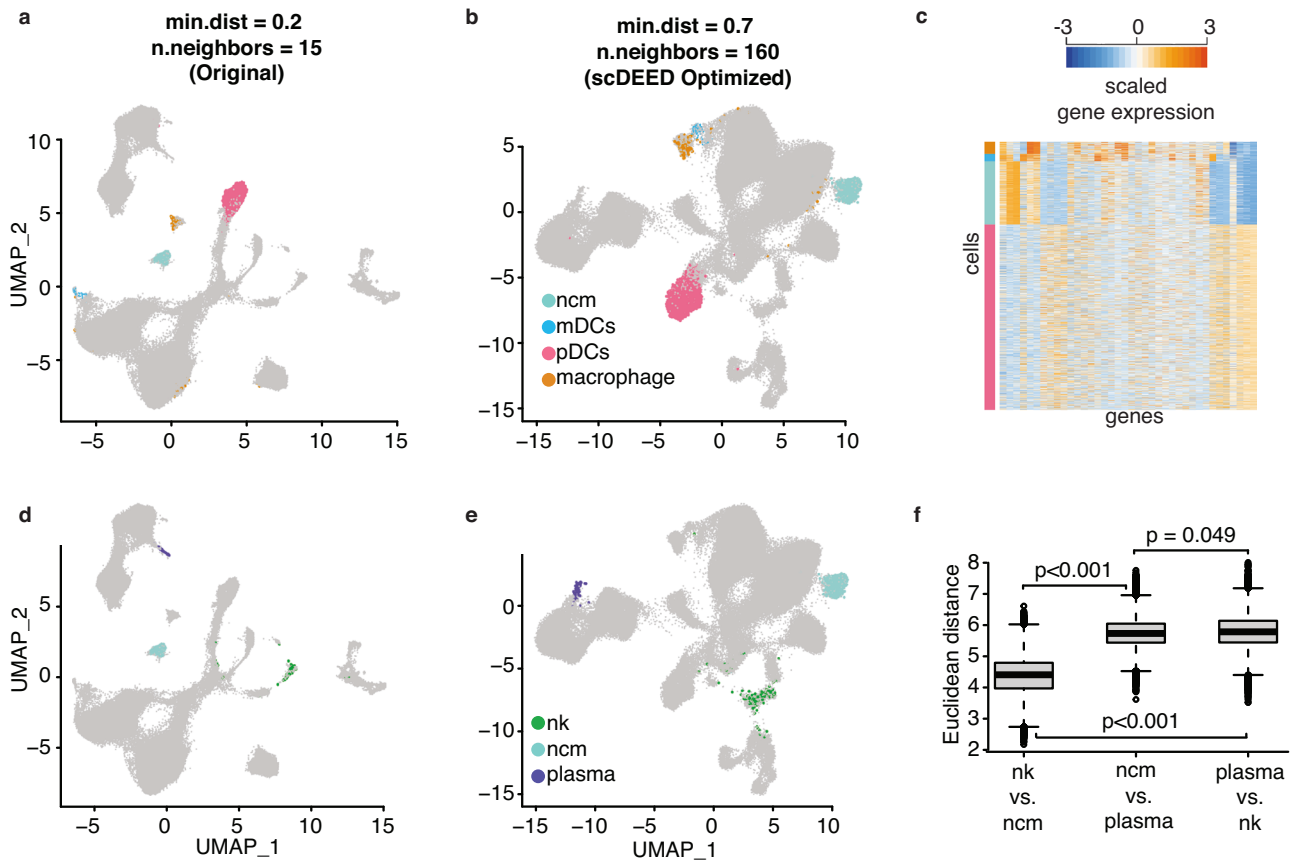 a
min.dist = 0.2
n.neighbors = 15
(Original)
UMAP_2
10
5
0
−5
−5
0
5
10
15
b
min.dist = 0.7
n.neighbors = 160
(scDEED Optimized)
5
0
−5
−10
−15
ncm
mDCs
pDCs
macrophage
−15
−10
−5
0
5
10
c
-3
0
3
scaled
gene expression
cells
genes
d
UMAP_2
5
0
−5
−5
0
5
10
15
UMAP_1
e
0
−5
−10
−15
nk
ncm
plasma
−15
−10
−5
0
5
10
UMAP_1
f
p = 0.049
p<0.001
p<0.001
Euclidean distance
8
7
6
5
4
3
2
nk
vs.
ncm
ncm
vs.
plasma
plasma
vs.
nk